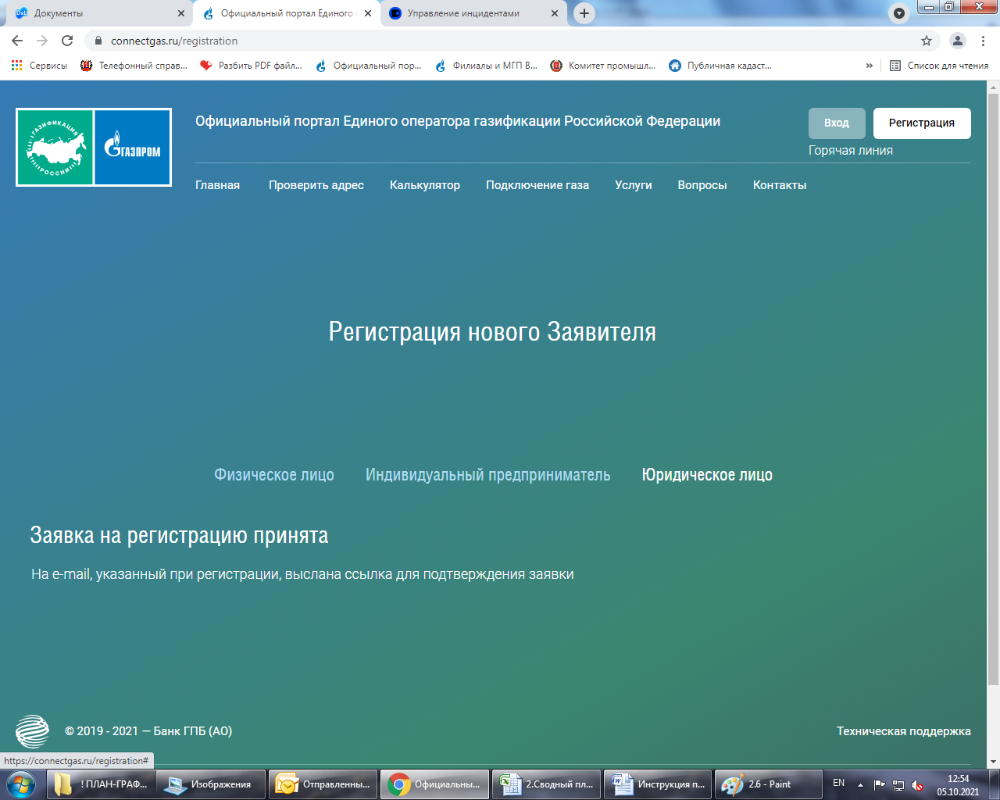 Документы
Официальный портал Единого
Управление инцидентами
connectgas.ru/registration
Сервисы
Телефонный справ...
Разбить PDF файл...
Официальный пор...
Филиалы и МГП В...
Комитет промышл...
Публичная кадаст...
»
Список для чтения
ГАЗИФИКАЦИЯ
РОССИИ
ГАЗПРОМ
Официальный портал Единого оператора газификации Российской Федерации
Вход
Регистрация
Горячая линия
Главная
Проверить адрес
Калькулятор
Подключение газа
Услуги
Вопросы
Контакты
Регистрация нового Заявителя
Физическое лицо
Индивидуальный предприниматель
Юридическое лицо
Заявка на регистрацию принята
На e-mail, указанный при регистрации, выслана ссылка для подтверждения заявки
© 2019 - 2021 — Банк ГПБ (АО)
Техническая поддержка
https://connectgas.ru/registration#
! ПЛАН-ГРАФ...
Изображения
Отправленны...
Официальны...
2.Сводный пл...
Инструкция п...
2.6 - Paint
EN
12:54
05.10.2021